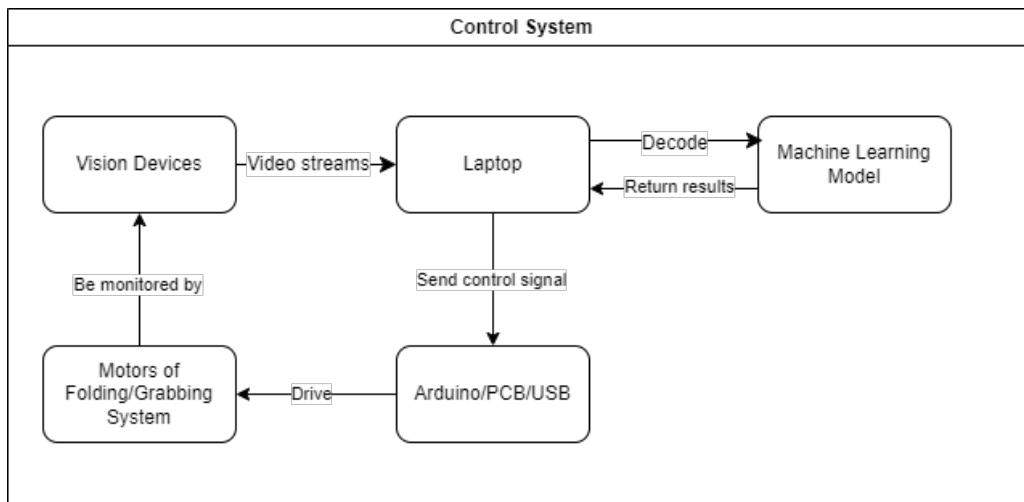 Control System
Vision Devices
Video streams
Laptop
Decode
Return results
Machine Learning
Model
Be monitored by
Send control signal
Motors of
Folding/Grabbing
System
Drive
Arduino/PCB/USB